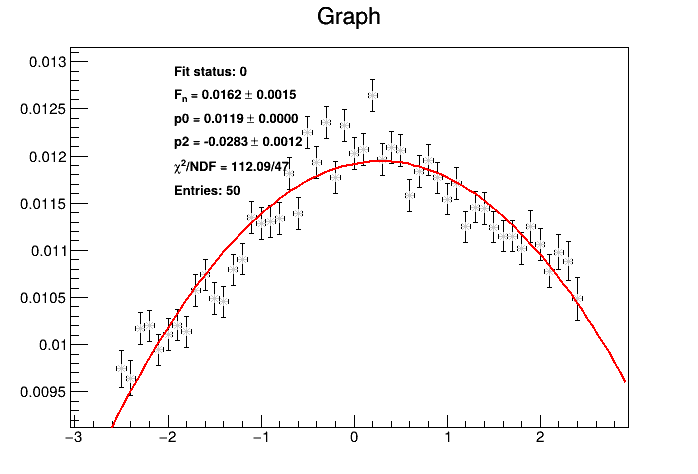 Graph
0.013
0.0125
0.012
0.0115
0.011
0.0105
0.01
0.0095
Fit status: 0
Fn = 0.0162 ± 0.0015
p0 = 0.0119 ± 0.0000
p2 = -0.0283 ± 0.0012
χ²/NDF = 112.09/47
Entries: 50
−3 −2 −1 0 1 2